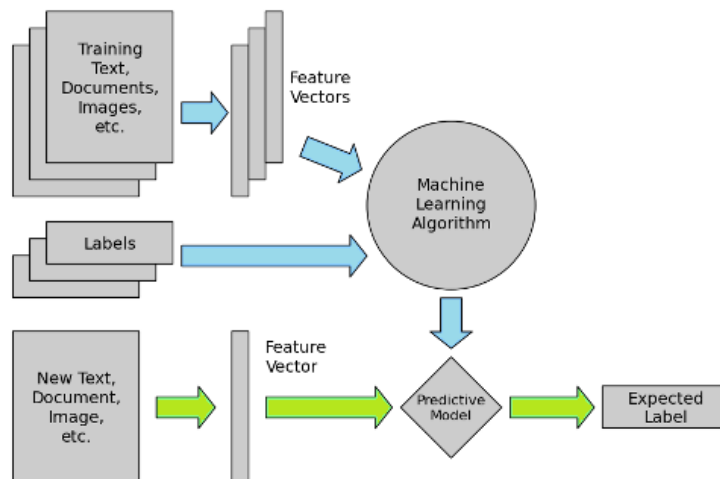 Training
Text,
Documents,
Images,
etc.
Feature
Vectors
Machine
Learning
Algorithm
Labels
New Text,
Document,
Image,
etc.
Feature
Vector
Predictive
Model
Expected
Label